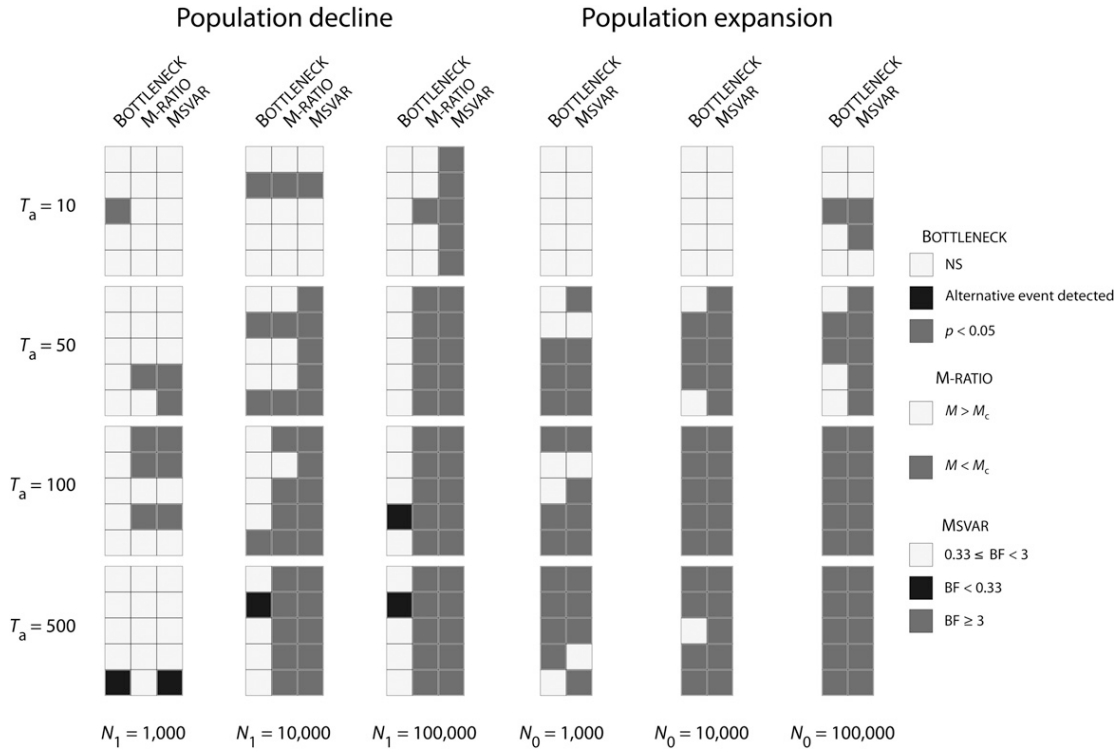 Population decline
Population expansion
BOTTLENECK
M-RATIO
MSVAR
BOTTLENECK
M-RATIO
MSVAR
BOTTLENECK
M-RATIO
MSVAR
BOTTLENECK
MSVAR
BOTTLENECK
MSVAR
BOTTLENECK
MSVAR
Ta = 10
Ta = 50
Ta = 100
Ta = 500
BOTTLENECK
NS
Alternative event detected
p < 0.05
M-RATIO
M > Mc
M < Mc
MSVAR
0.33 ≤ BF < 3
BF < 0.33
BF ≥ 3
N1 = 1,000
N1 = 10,000
N1 = 100,000
N0 = 1,000
N0 = 10,000
N0 = 100,000